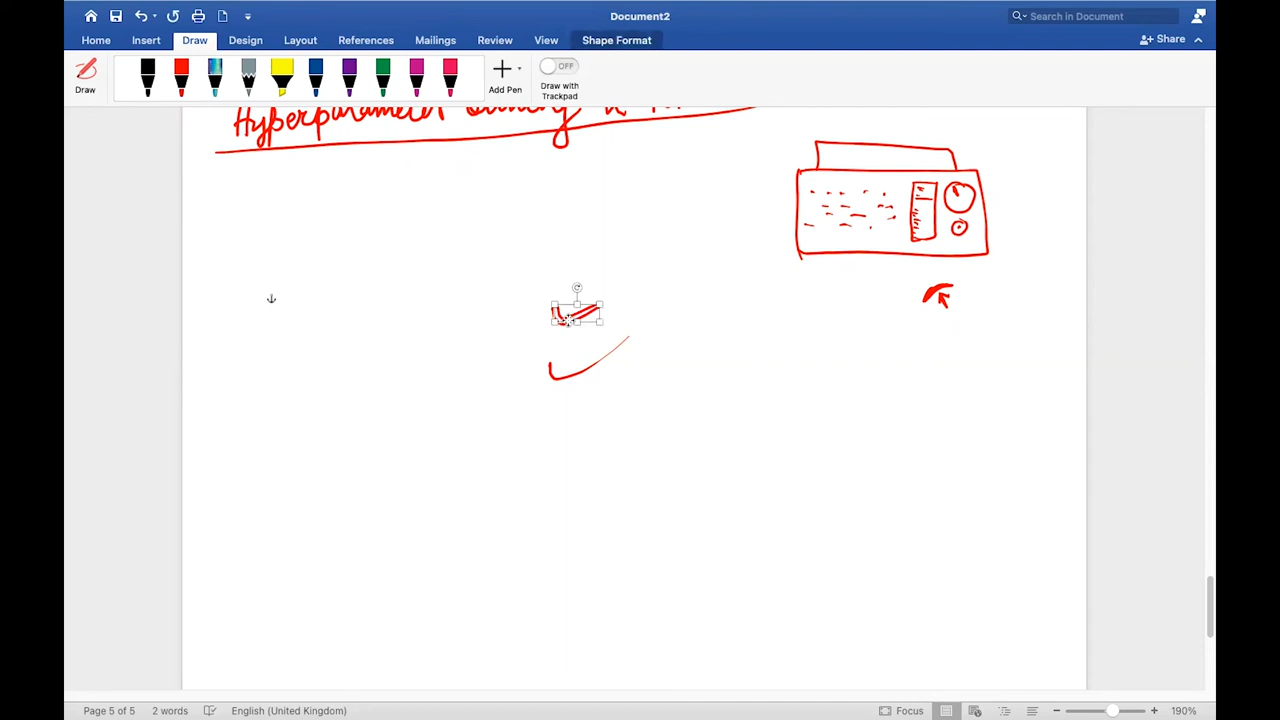 Document2
Search in Document
Home Insert Draw Design Layout References Mailings Review View Shape Format Share
Draw
Add Pen
OFF
Draw with
Trackpad
Hyperparameter
Page 5 of 5 2 words English (United Kingdom) Focus 190%